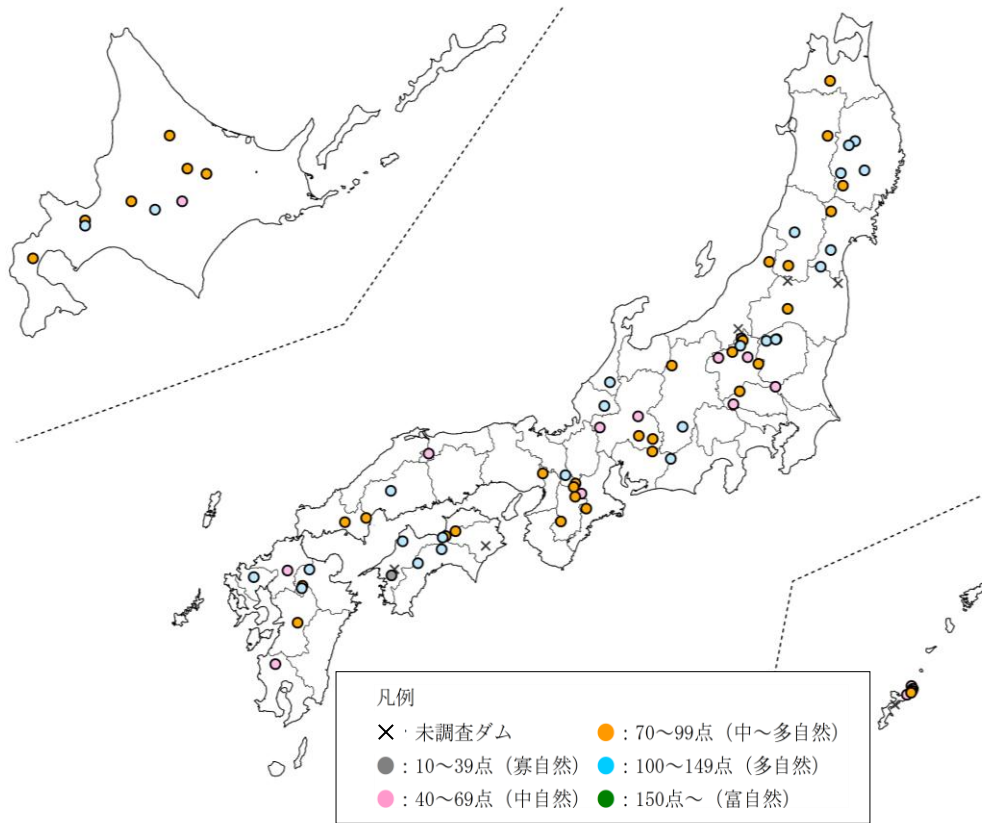 凡例
× : 未調査ダム
: 10～39点 (寡自然)
: 40～69点 (中自然)
: 70～99点 (中～多自然)
: 100～149点 (多自然)
: 150点～ (富自然)